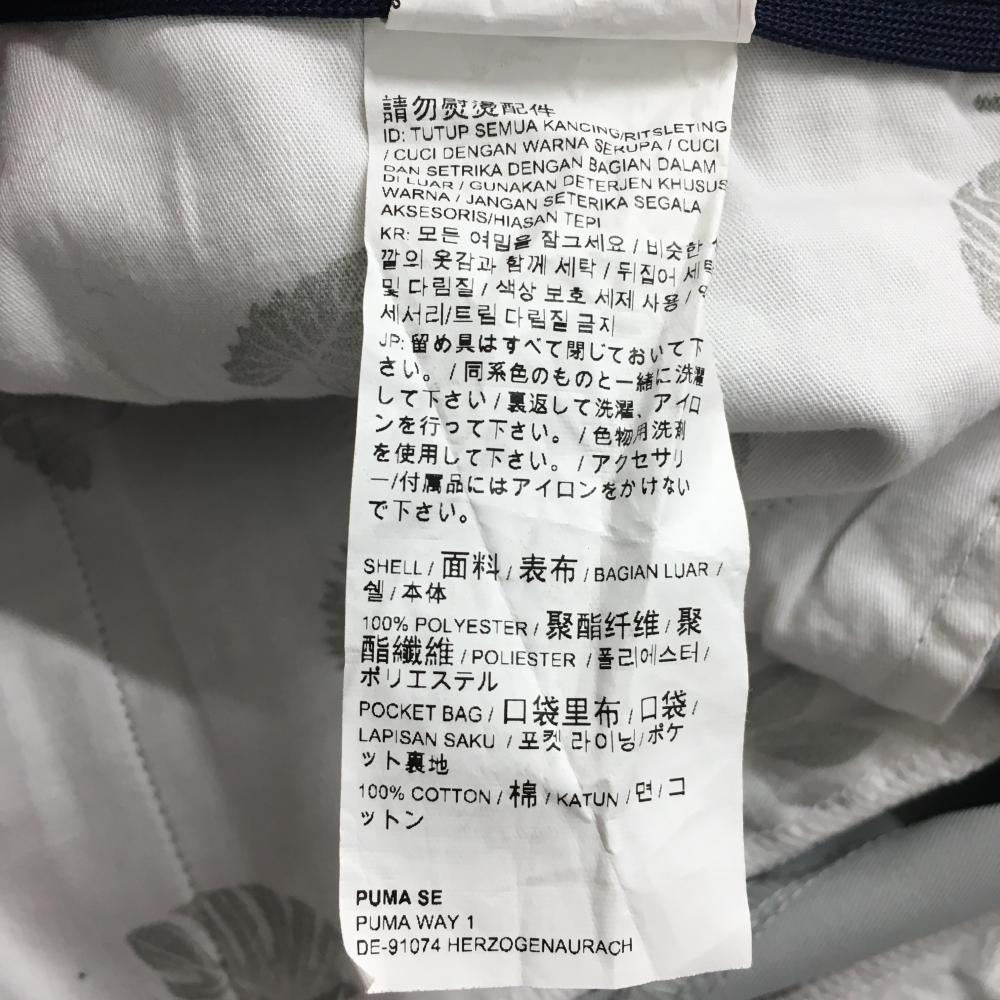 請勿熨燙配件
ID: TUTUP SEMUA KANCING/RITSLETING
/ CUCI DENGAN WARNA SERUPA / CUCI
DAN SETRIKA DENGAN BAGIAN DALAM
DI LUAR / GUNAKAN DETERJEN KHUSUS
WARNA / JANGAN SETERIKA SEGALA
AKSESORIS/HIASAN TEPI
KR: 모든 여밈을 잠그세요 / 비슷한
깔의 옷감과 함께 세탁 / 뒤집어 세탁
및 다림질 / 색상 보호 세제 사용 /
세서리/트림 다림질 금지
JP: 留め具はすべて閉じておいて下
さい。 / 同系色のものと一緒に洗濯
して下さい / 裏返して洗濯、アイロ
ンを行って下さい。 / 色物用洗剤
を使用して下さい。 / アクセサリ
ー/付属品にはアイロンをかけない
で下さい。
SHELL / 面料 / 表布 / BAGIAN LUAR /
쉘 / 本体
100% POLYESTER / 聚酯纤维 / 聚
酯纖維 / POLIESTER / 폴리에스터 /
ポリエステル
POCKET BAG / 口袋里布 / 口袋 /
LAPISAN SAKU / 포켓 라이닝/ポケ
ット裏地
100% COTTON / 棉 / KATUN / 면 / コ
ットン
PUMA SE
PUMA WAY 1
DE-91074 HERZOGENAURACH